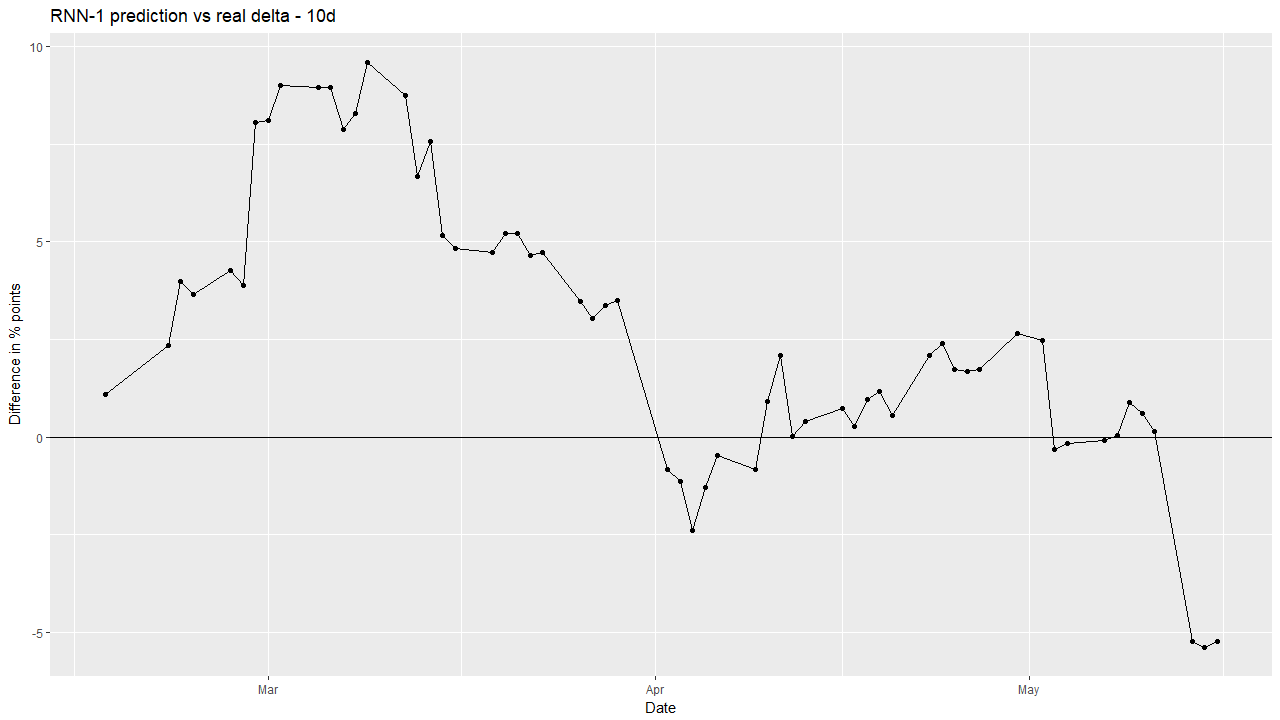 RNN-1 prediction vs real delta - 10d
10
5
0
-5
Difference in % points
Mar
Apr
May
Date